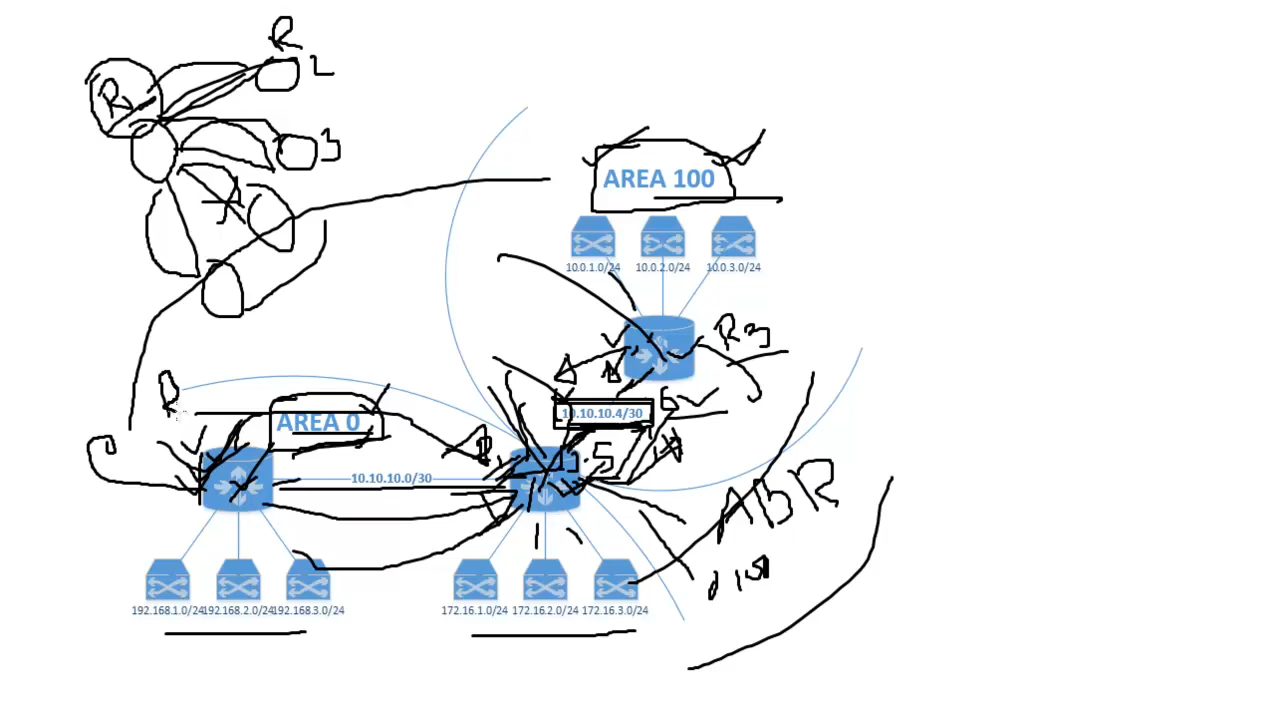 R
R1
2
3
AREA 100
10.0.1.0/24 10.0.2.0/24 10.0.3.0/24
R3
R
10.10.10.4/30
6
AREA 0
.5
10.10.10.0/30
ABR
192.168.1.0/24 192.168.2.0/24 192.168.3.0/24
172.16.1.0/24 172.16.2.0/24 172.16.3.0/24